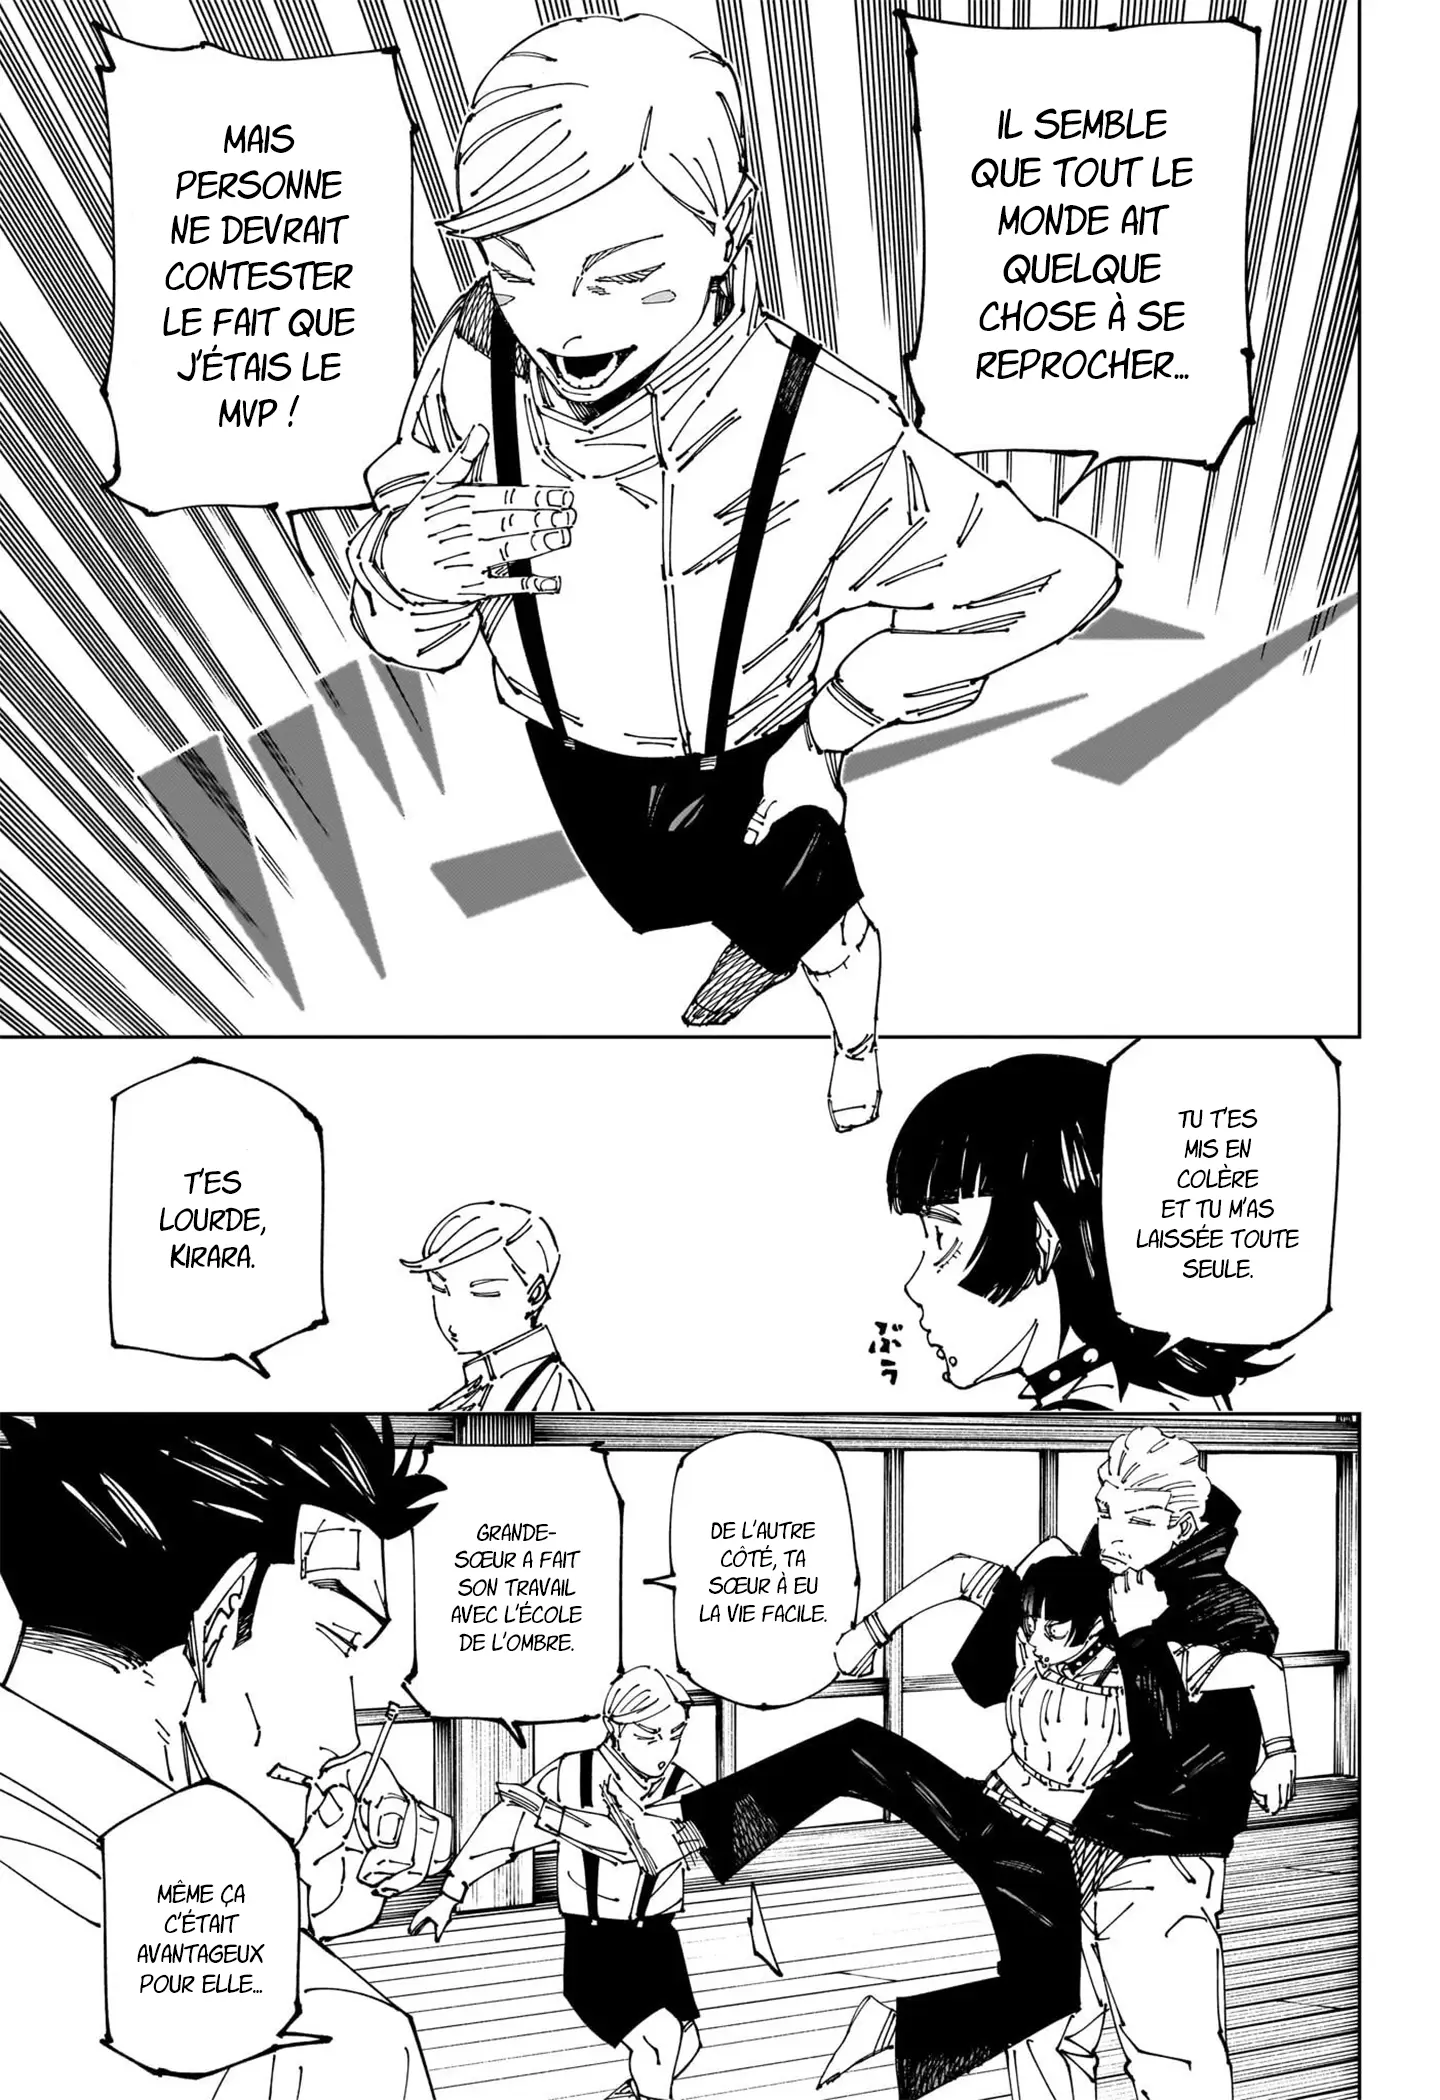 IL SEMBLE
QUE TOUT LE
MONDE AIT
QUELQUE
CHOSE À SE
REPROCHER...
MAIS
PERSONNE
NE DEVRAIT
CONTESTER
LE FAIT QUE
J'ÉTAIS LE
MVP !
TU T'ES
MIS EN
COLÈRE
ET TU M'AS
LAISSÉE TOUTE
SEULE.
ぶぅ
T'ES
LOURDE,
KIRARA.
DE L'AUTRE
CÔTÉ, TA
SŒUR À EU
LA VIE FACILE.
GRANDE-
SŒUR A FAIT
SON TRAVAIL
AVEC L'ÉCOLE
DE L'OMBRE.
MÊME ÇA
C'ÉTAIT
AVANTAGEUX
POUR ELLE...